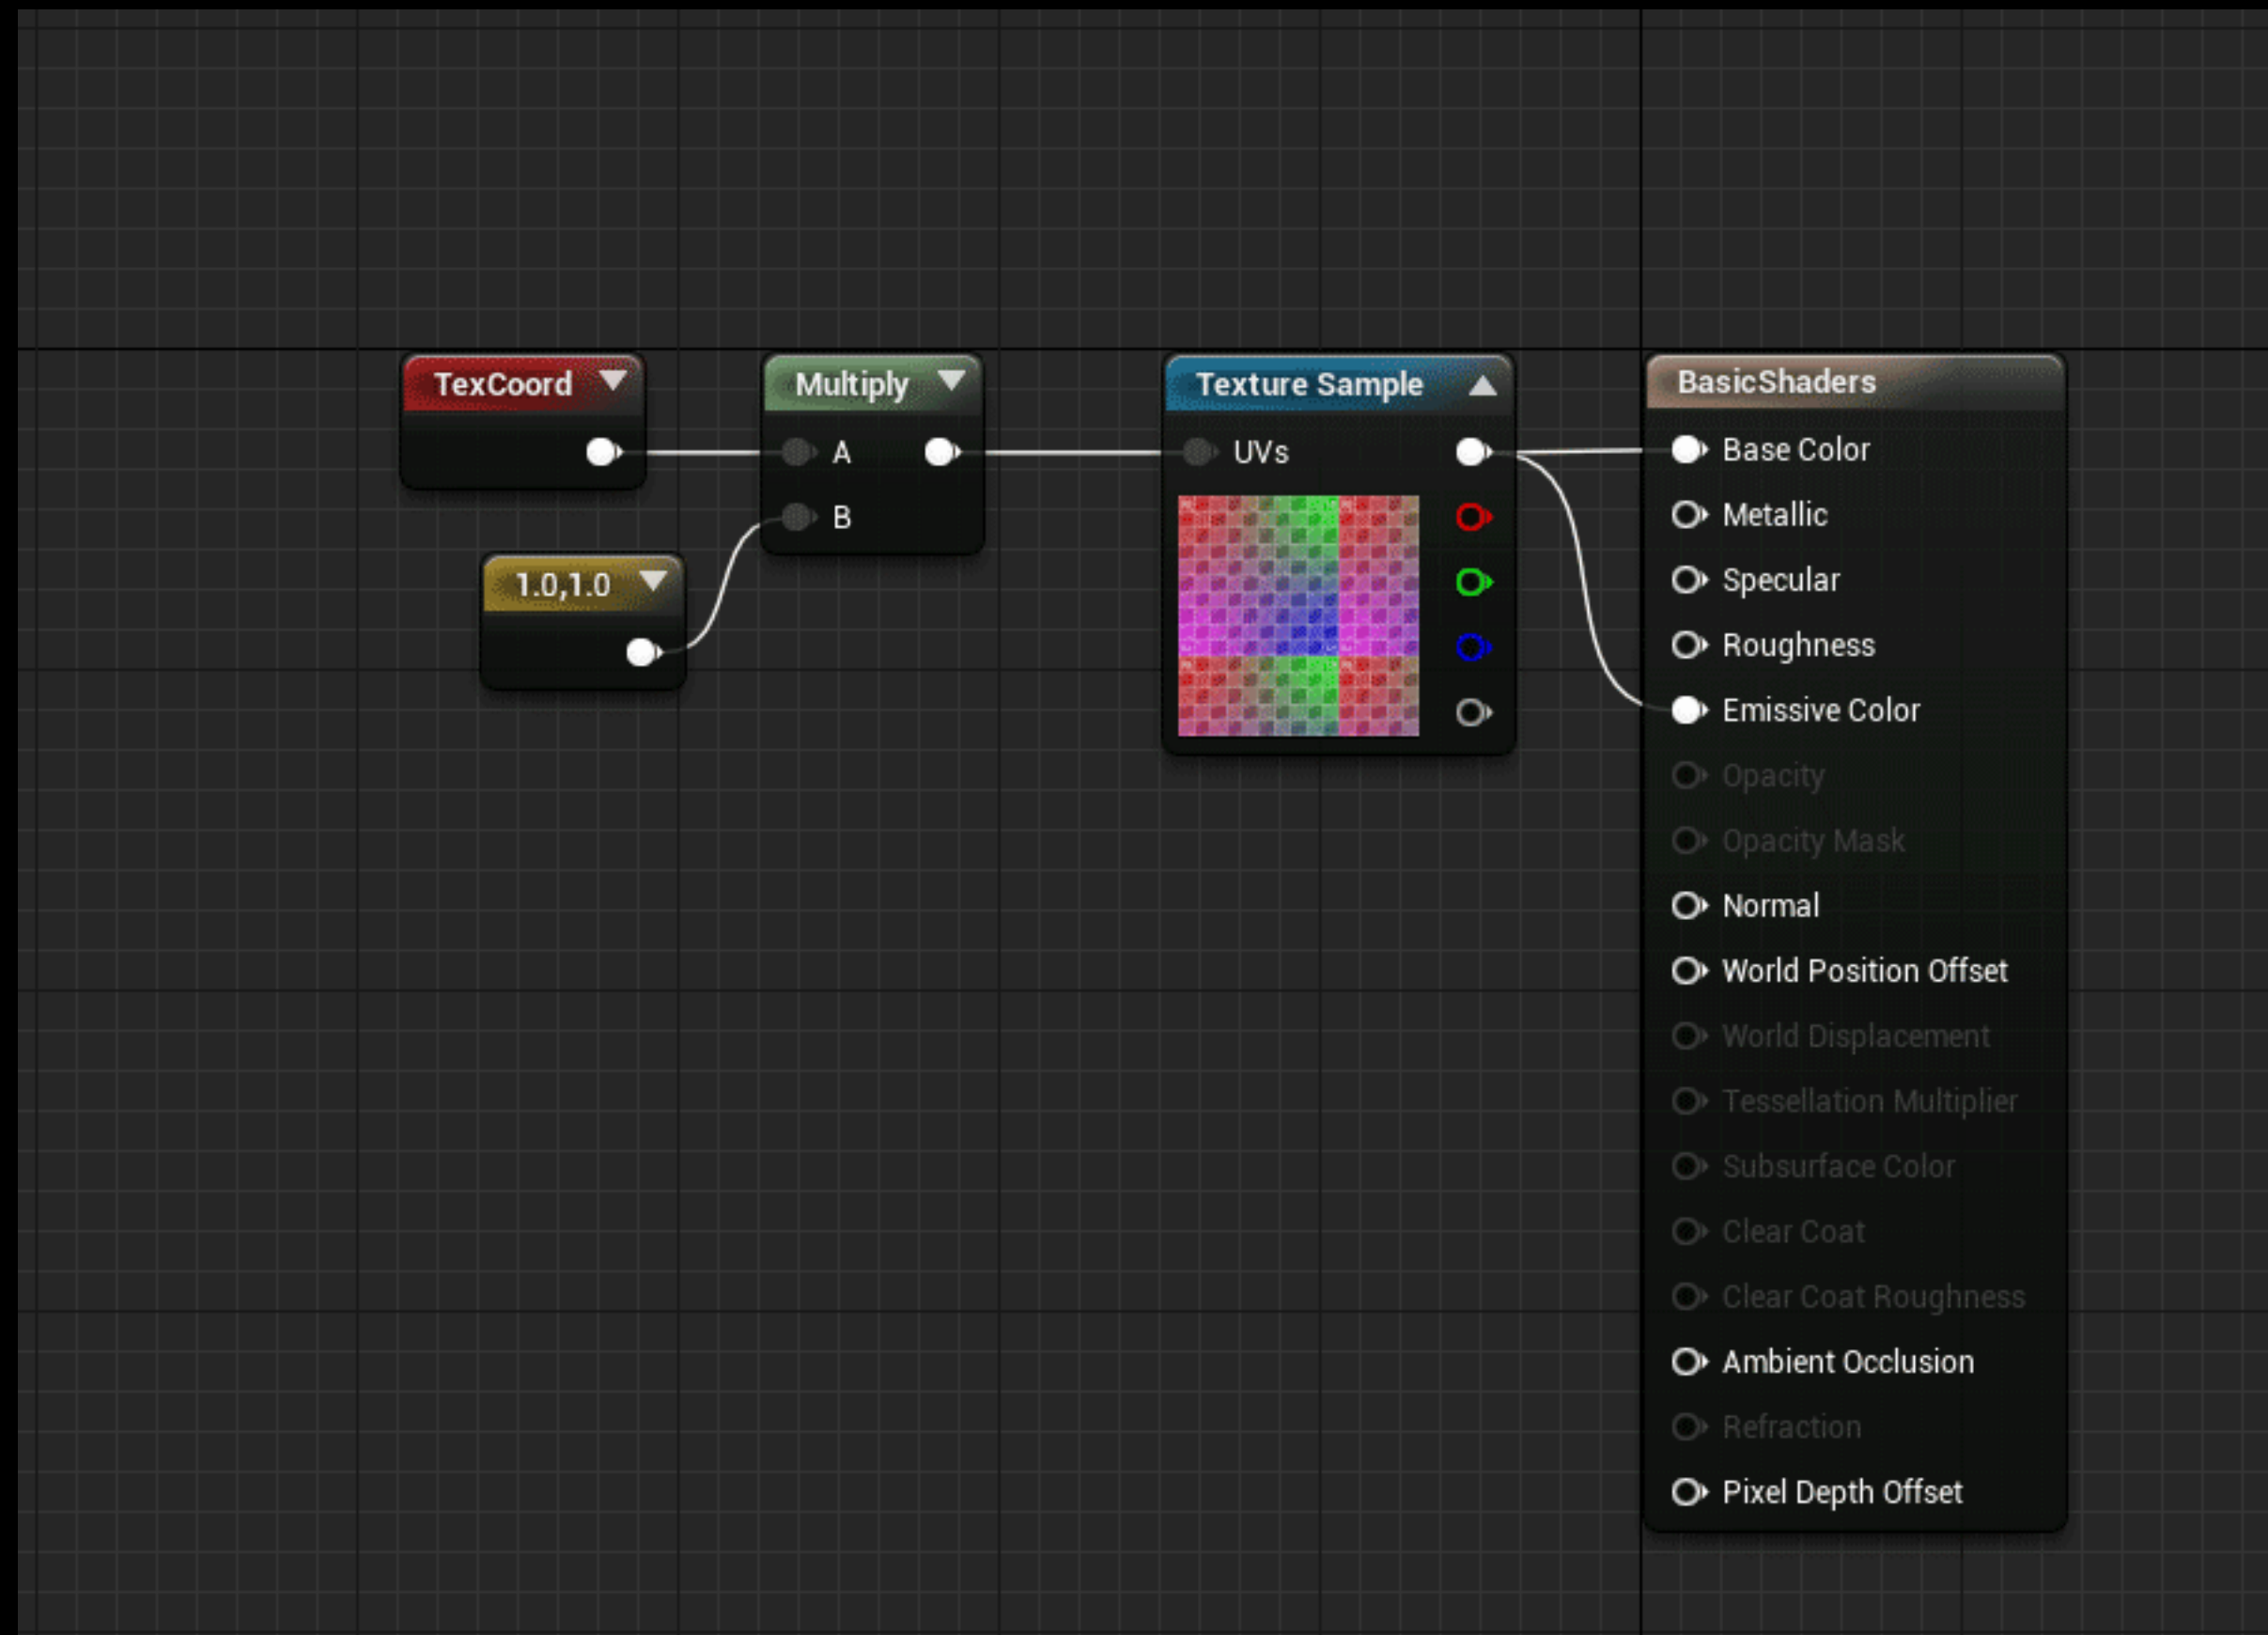 TexCoord
1.0,1.0
Multiply
A
B
Texture Sample
UVs
BasicShaders
Base Color
Metallic
Specular
Roughness
Emissive Color
Opacity
Opacity Mask
Normal
World Position Offset
World Displacement
Tessellation Multiplier
Subsurface Color
Clear Coat
Clear Coat Roughness
Ambient Occlusion
Refraction
Pixel Depth Offset